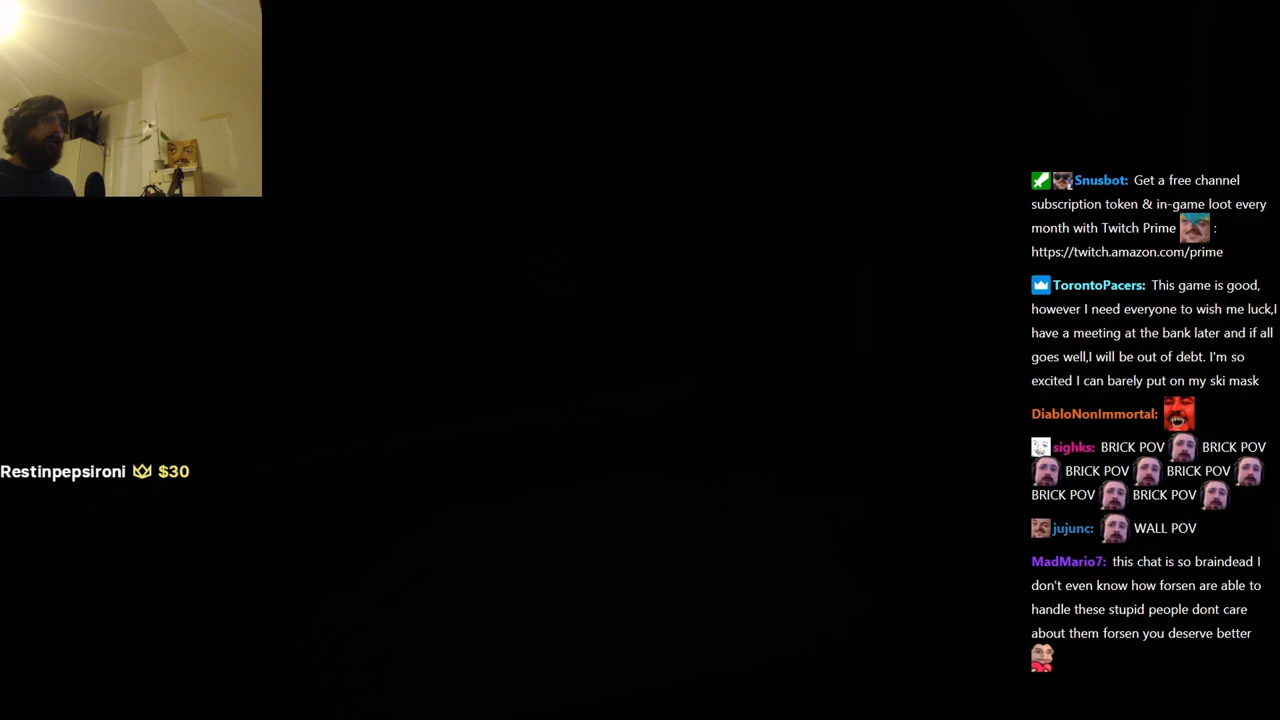 Snusbot: Get a free channel
subscription token & in-game loot every
month with Twitch Prime :
https://twitch.amazon.com/prime
TorontoPacers: This game is good,
however I need everyone to wish me luck,I
have a meeting at the bank later and if all
goes well,I will be out of debt. I'm so
excited I can barely put on my ski mask
DiabloNonImmortal:
sighks: BRICK POV BRICK POV
BRICK POV BRICK POV
BRICK POV BRICK POV
Restinpepsironi $30
jujunc: WALL POV
MadMario7: this chat is so braindead I
don't even know how forsen are able to
handle these stupid people dont care
about them forsen you deserve better